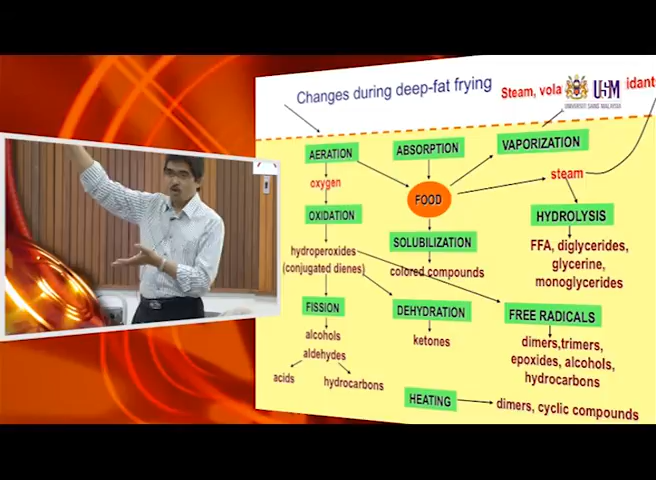 Changes during deep-fat frying
Steam, vola
idants
USM
UNIVERSITI SAINS MALAYSIA
AERATION
ABSORPTION
VAPORIZATION
oxygen
FOOD
steam
OXIDATION
HYDROLYSIS
hydroperoxides
(conjugated dienes)
SOLUBILIZATION
colored compounds
FFA, diglycerides,
glycerine,
monoglycerides
FISSION
DEHYDRATION
FREE RADICALS
alcohols
aldehydes
ketones
dimers,trimers,
epoxides, alcohols,
hydrocarbons
acids
hydrocarbons
HEATING
dimers, cyclic compounds